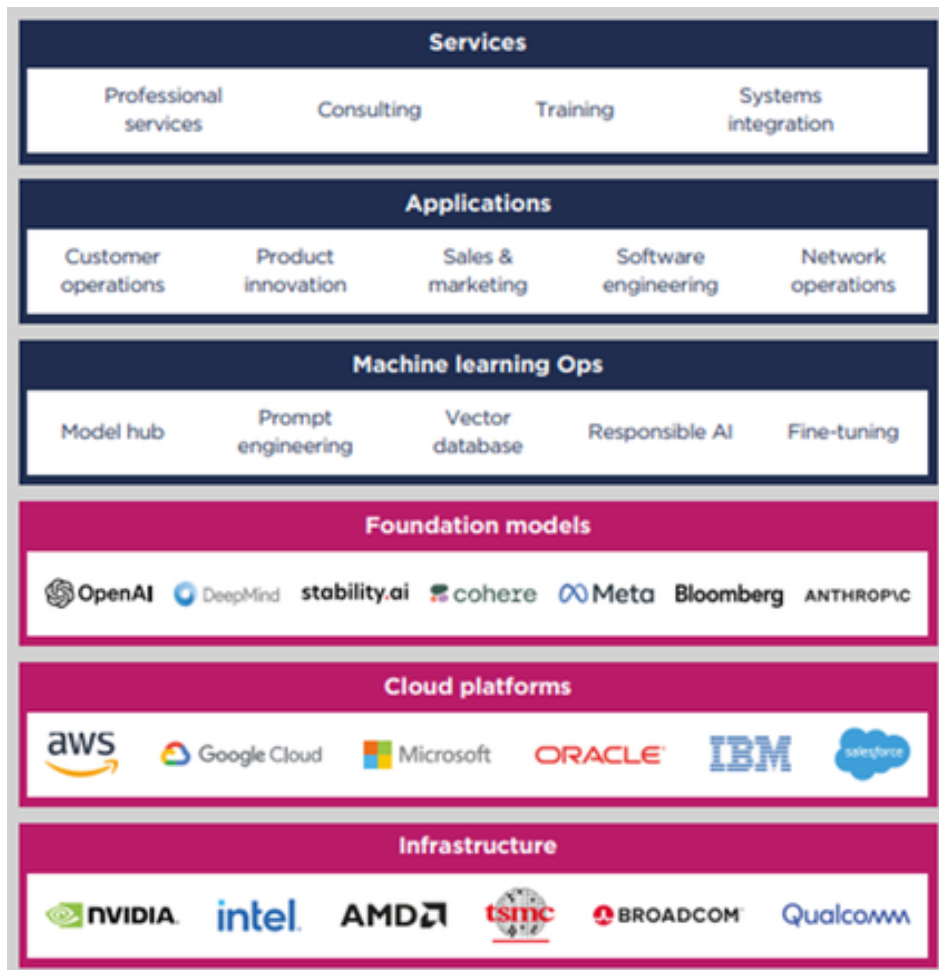 Services
Professional services
Consulting
Training
Systems integration
Applications
Customer operations
Product innovation
Sales & marketing
Software engineering
Network operations
Machine learning Ops
Model hub
Prompt engineering
Vector database
Responsible AI
Fine-tuning
Foundation models
OpenAI DeepMind stability.ai cohere Meta Bloomberg ANTHROP\C
Cloud platforms
aws Google Cloud Microsoft ORACLE IBM salesforce
Infrastructure
NVIDIA. intel. AMD tsmc BROADCOM Qualcomm